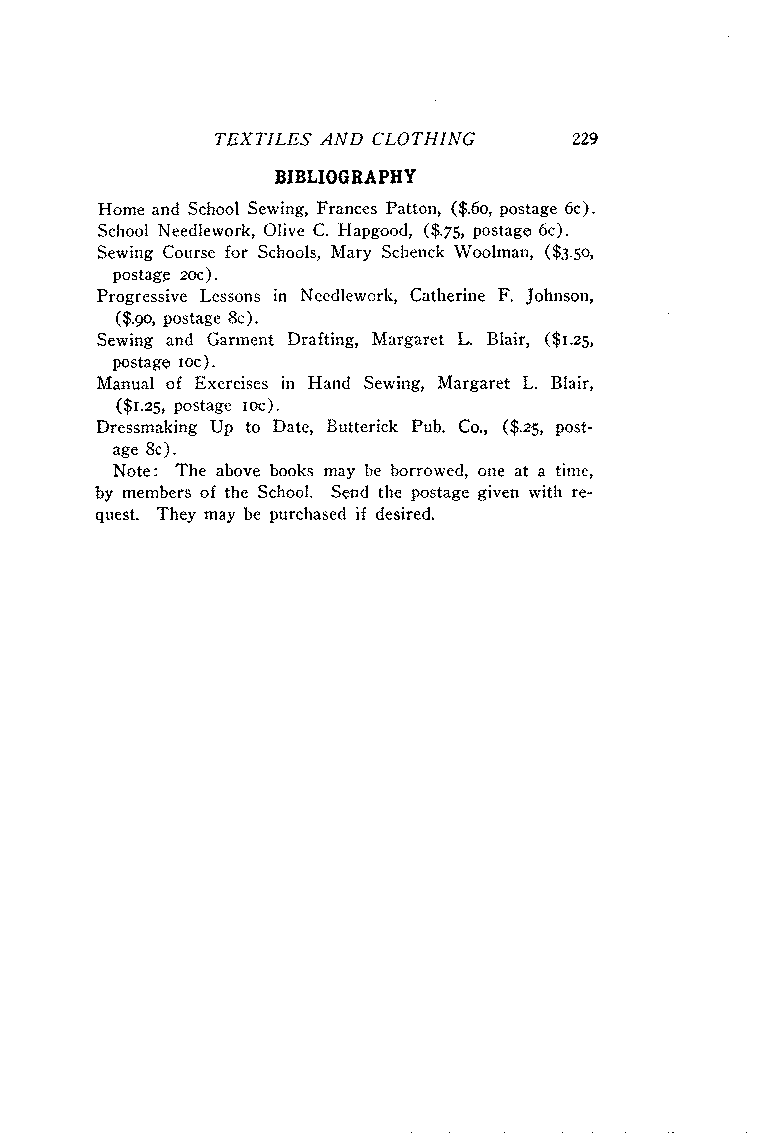 TEXTILES AND CLOTHING 229
BIBLIOGRAPHY
Home and School Sewing, Frances Patton, ($.60, postage 6c).
School Needlework, Olive C. Hapgood, ($.75, postage 6c).
Sewing Course for Schools, Mary Schenck Woolman, ($3.50,
postage 20c).
Progressive Lessons in Needlework, Catherine F. Johnson,
($.90, postage 8c).
Sewing and Garment Drafting, Margaret L. Blair, ($1.25,
postage 10c).
Manual of Exercises in Hand Sewing, Margaret L. Blair,
($1.25, postage 10c).
Dressmaking Up to Date, Butterick Pub. Co., ($.25, post-
age 8c).
Note: The above books may be borrowed, one at a time,
by members of the School. Send the postage given with re-
quest. They may be purchased if desired.